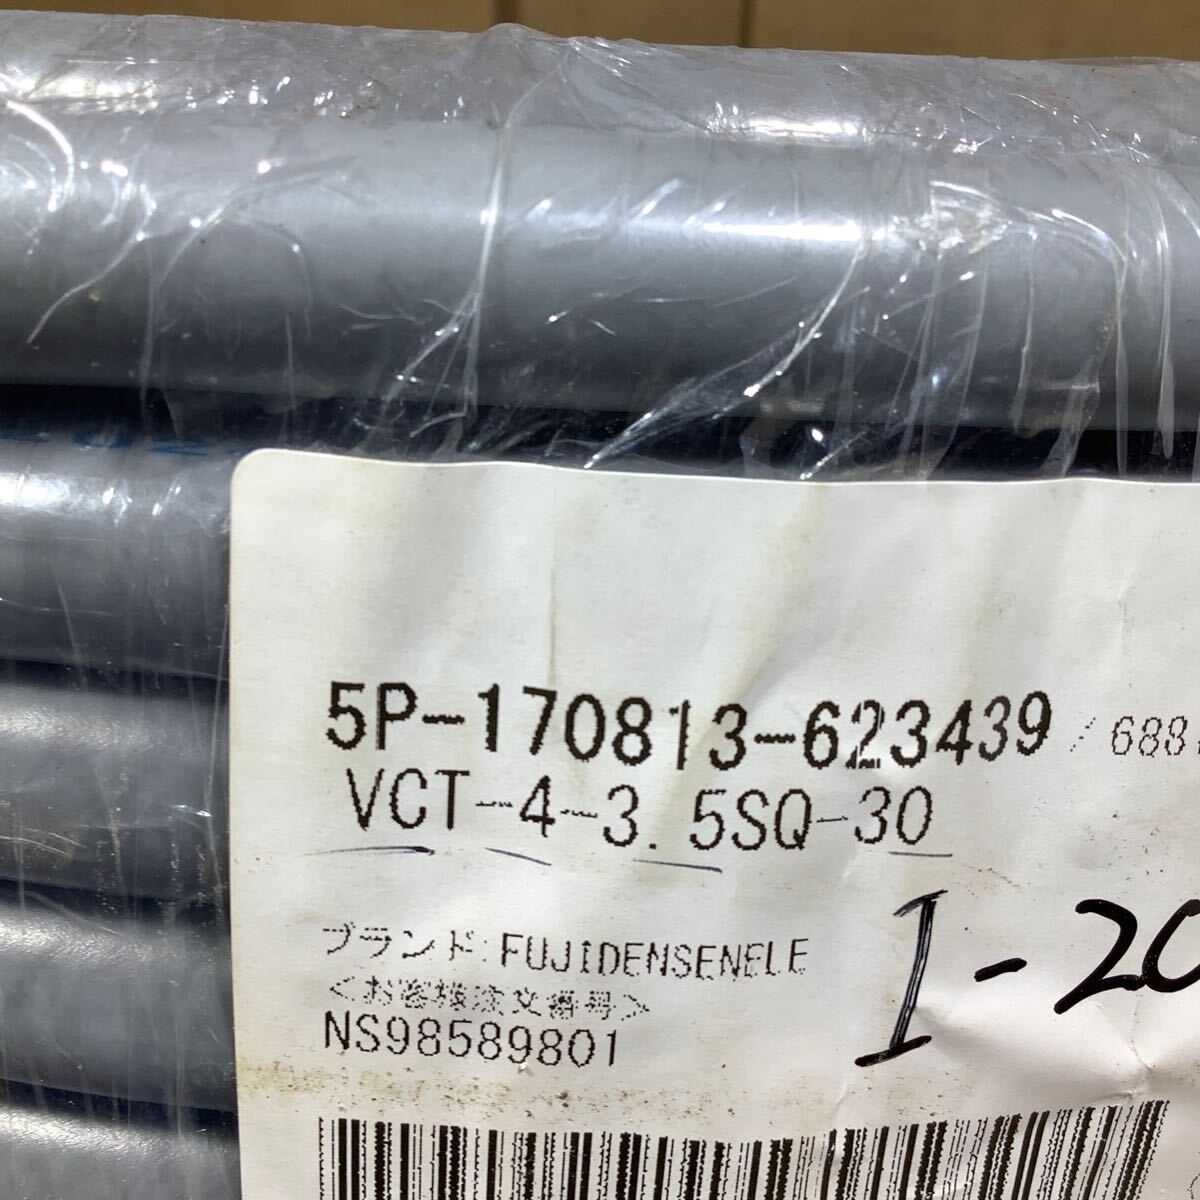 5P-170813-623439 / 688
VCT-4-3.5SQ-30
ブランド:FUJIDENSENELE
I-20
<お客様注文番号>
NS98589801